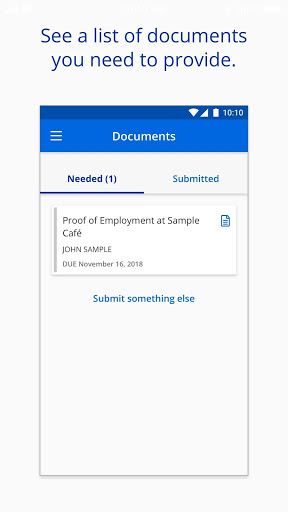 See a list of documents
you need to provide.
10:10
Documents
Needed (1)
Submitted
Proof of Employment at Sample
Café
JOHN SAMPLE
DUE November 16, 2018
Submit something else